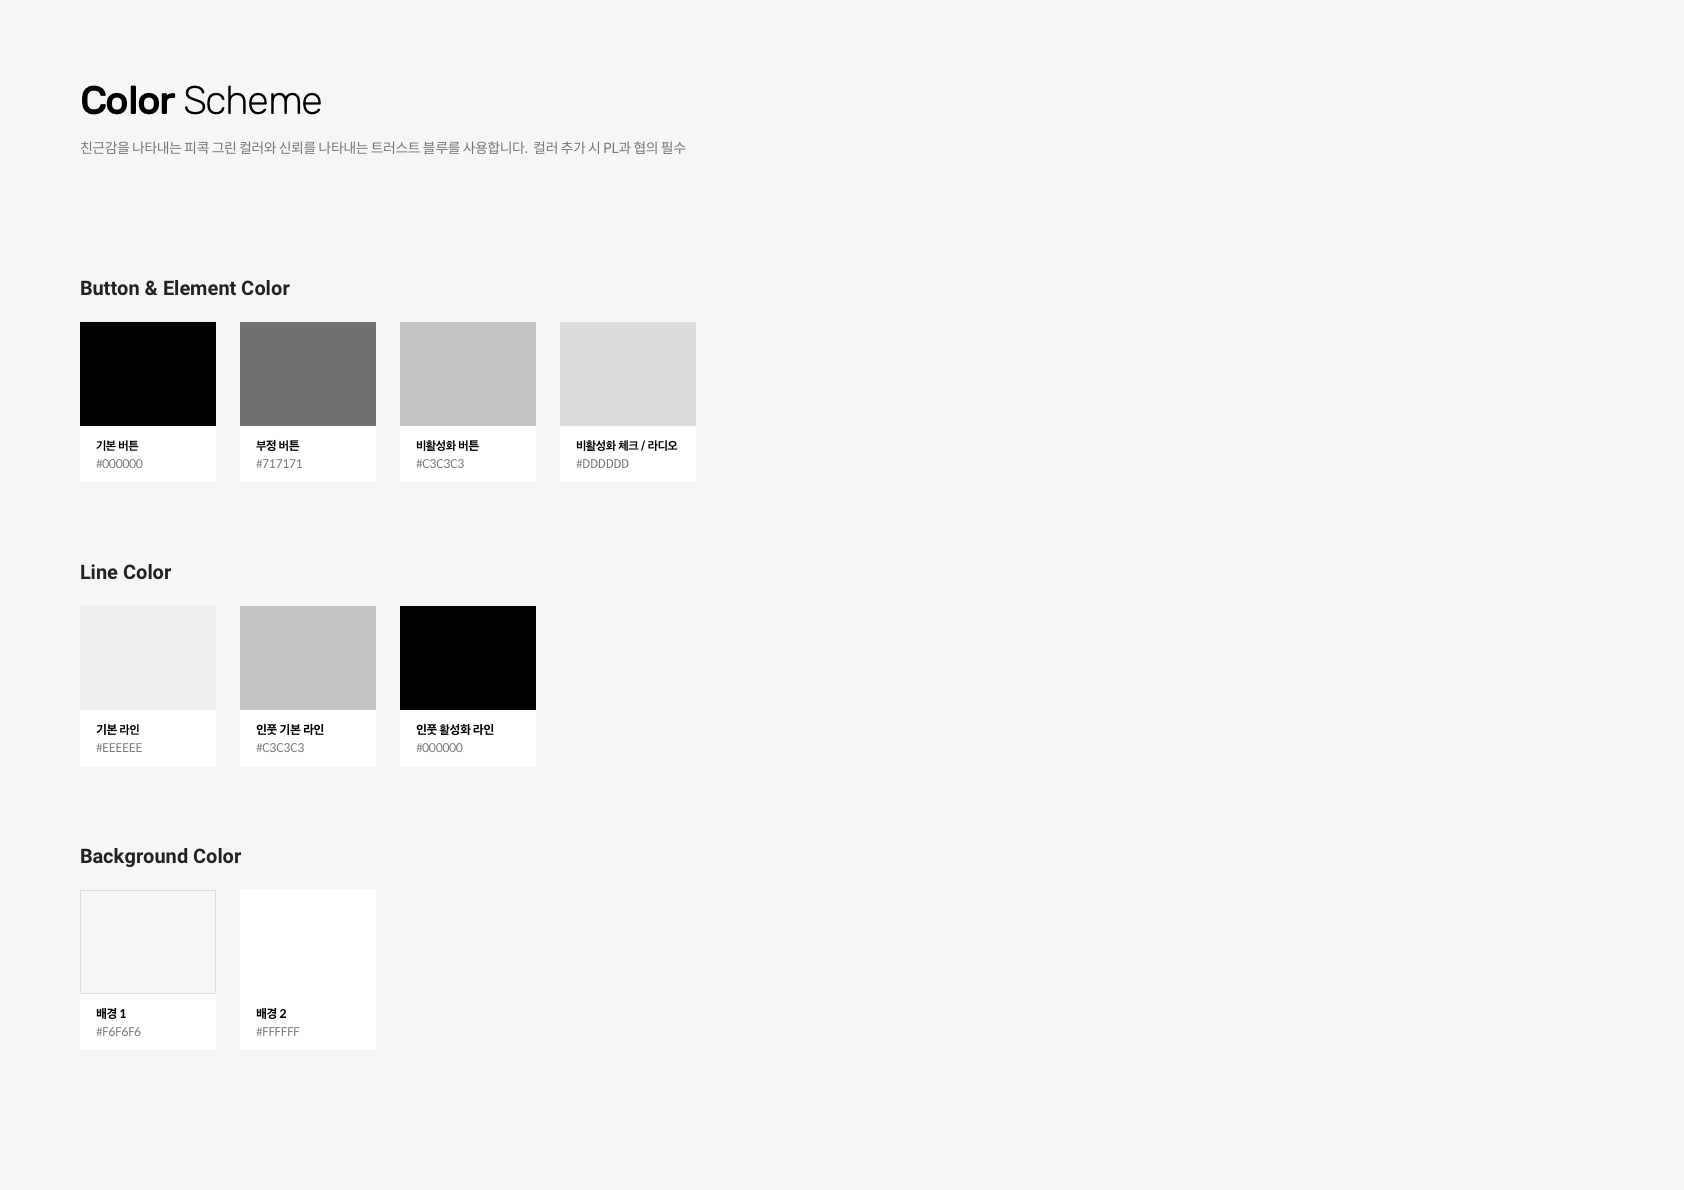 Color Scheme
친근감을 나타내는 피콕 그린 컬러와 신뢰를 나타내는 트러스트 블루를 사용합니다. 컬러 추가 시 PL과 협의 필수
Button & Element Color
기본 버튼
#000000
부정 버튼
#717171
비활성화 버튼
#C3C3C3
비활성화 체크 / 라디오
#DDDDDD
Line Color
기본 라인
#EEEEEE
인풋 기본 라인
#C3C3C3
인풋 활성화 라인
#000000
Background Color
배경 1
#F6F6F6
배경 2
#FFFFFF